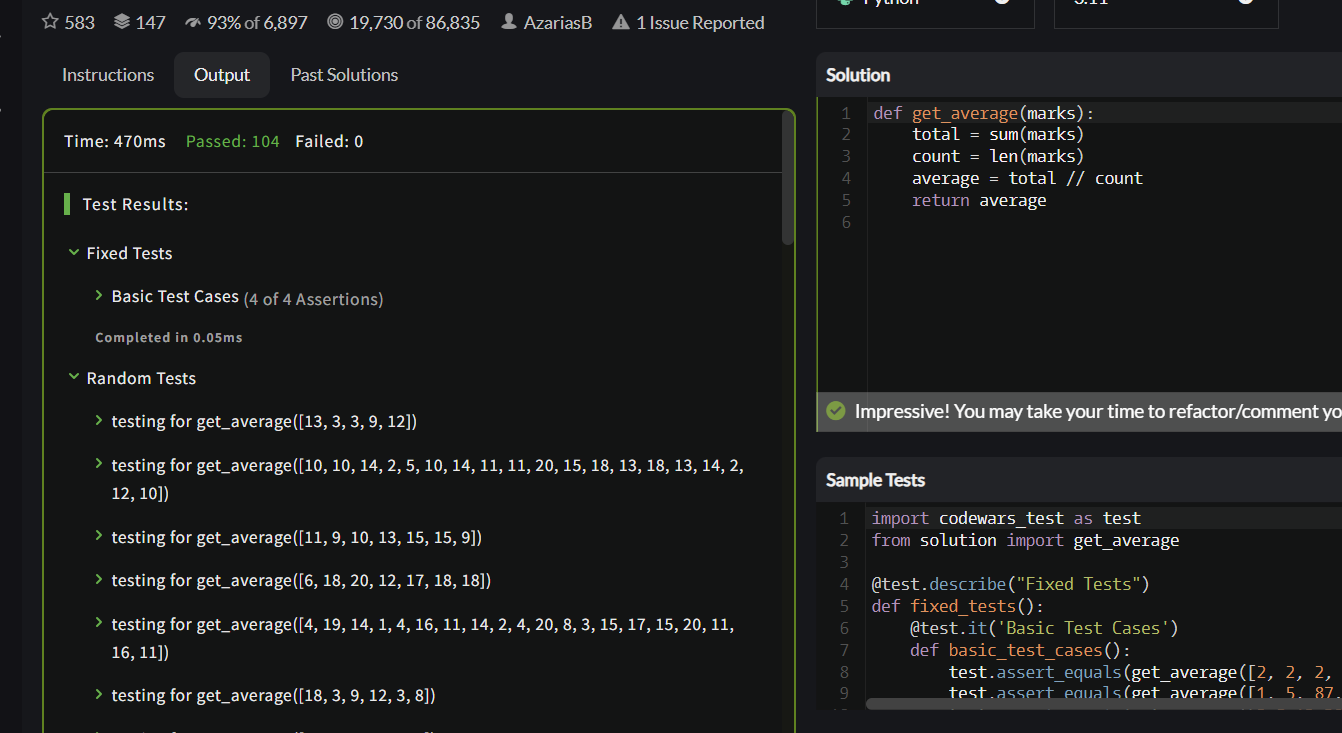 583 147 93% of 6,897 19,730 of 86,835 AzariasB 1 Issue Reported
Instructions Output Past Solutions
Time: 470ms Passed: 104 Failed: 0
Test Results:
Fixed Tests
Basic Test Cases (4 of 4 Assertions)
Completed in 0.05ms
Random Tests
testing for get_average([13, 3, 3, 9, 12])
testing for get_average([10, 10, 14, 2, 5, 10, 14, 11, 11, 20, 15, 18, 13, 18, 13, 14, 2,
12, 10])
testing for get_average([11, 9, 10, 13, 15, 15, 9])
testing for get_average([6, 18, 20, 12, 17, 18, 18])
testing for get_average([4, 19, 14, 1, 4, 16, 11, 14, 2, 4, 20, 8, 3, 15, 17, 15, 20, 11,
16, 11])
testing for get_average([18, 3, 9, 12, 3, 8])
Python 3.11
Solution
1 def get_average(marks):
2 total = sum(marks)
3 count = len(marks)
4 average = total // count
5 return average
6
Impressive! You may take your time to refactor/comment yo
Sample Tests
1 import codewars_test as test
2 from solution import get_average
3
4 @test.describe("Fixed Tests")
5 def fixed_tests():
6 @test.it('Basic Test Cases')
7 def basic_test_cases():
8 test.assert_equals(get_average([2, 2, 2,
9 test.assert_equals(get_average([1, 5, 87,